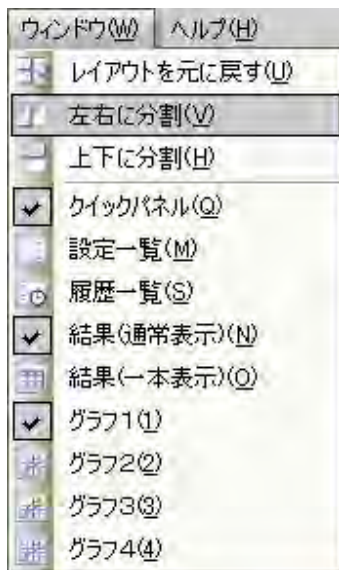 ウィンドウ(W) ヘルプ(H)
レイアウトを元に戻す(U)
左右に分割(V)
上下に分割(H)
クイックパネル(Q)
設定一覧(M)
履歴一覧(S)
結果(通常表示)(N)
結果(一本表示)(O)
グラフ1(1)
グラフ2(2)
グラフ3(3)
グラフ4(4)